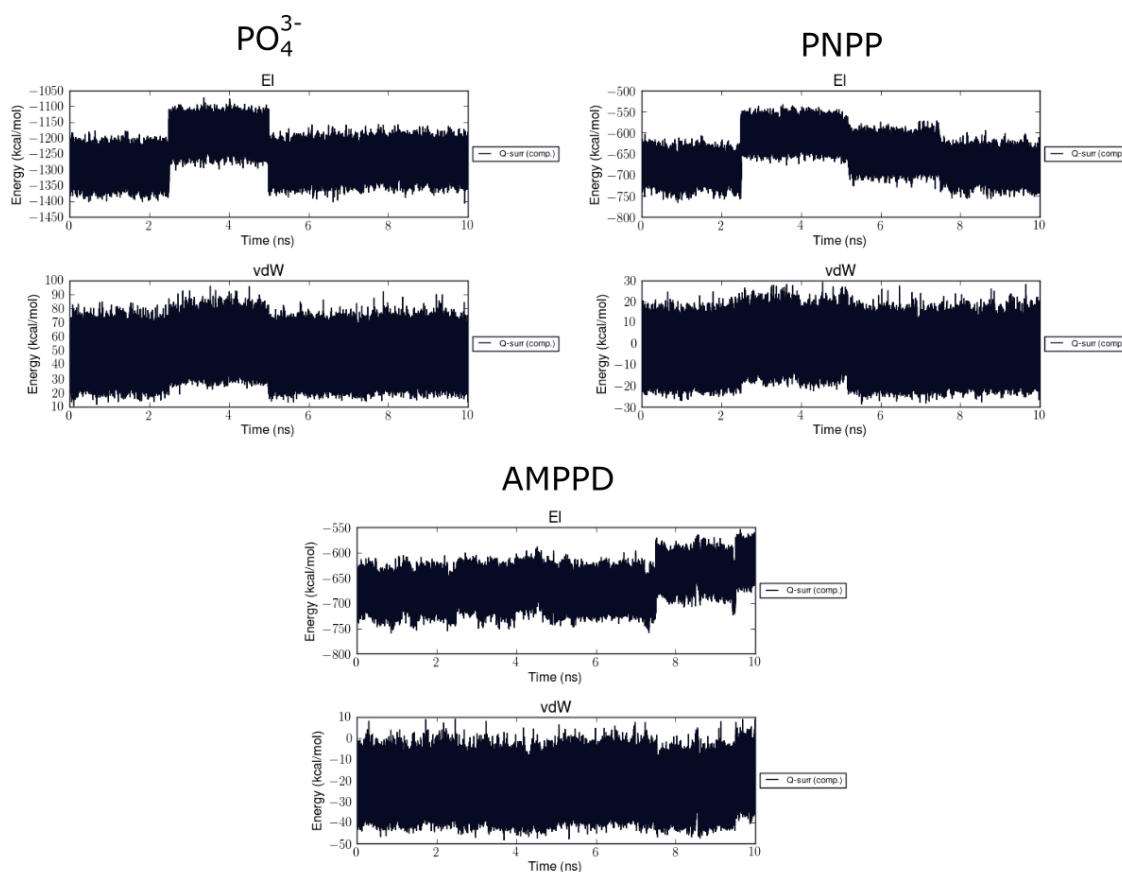 PO₄³⁻
El
−1050
−1100
−1150
−1200
−1250
−1300
−1350
−1400
−1450
Energy (kcal/mol)
Q-surr (comp.)
0 2 4 6 8 10
Time (ns)
vdW
100
90
80
70
60
50
40
30
20
10
Energy (kcal/mol)
Q-surr (comp.)
0 2 4 6 8 10
Time (ns)
PNPP
El
−500
−550
−600
−650
−700
−750
−800
Energy (kcal/mol)
Q-surr (comp
0 2 4 6 8 10
Time (ns)
vdW
30
20
10
0
−10
−20
−30
Energy (kcal/mol)
Q-surr (comp
0 2 4 6 8 10
Time (ns)
AMPPD
El
−550
−600
−650
−700
−750
−800
Energy (kcal/mol)
Q-surr (comp.)
0 2 4 6 8 10
Time (ns)
vdW
10
0
−10
−20
−30
−40
−50
Energy (kcal/mol)
Q-surr (comp.)
0 2 4 6 8 10
Time (ns)